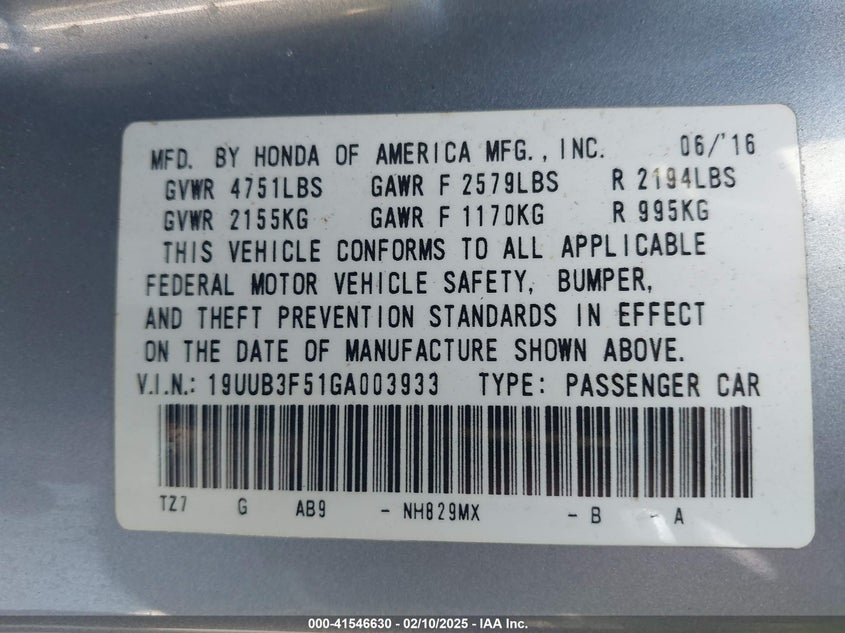 MFD. BY HONDA OF AMERICA MFG., INC. 06/'16
GVWR 4751LBS GAWR F 2579LBS R 2194LBS
GVWR 2155KG GAWR F 1170KG R 995KG
THIS VEHICLE CONFORMS TO ALL APPLICABLE
FEDERAL MOTOR VEHICLE SAFETY, BUMPER,
AND THEFT PREVENTION STANDARDS IN EFFECT
ON THE DATE OF MANUFACTURE SHOWN ABOVE.
V.I.N.: 19UUB3F51GA003933 TYPE: PASSENGER CAR
TZ7 G AB9 - NH829MX - B - A
000-41546630 - 02/10/2025 - IAA Inc.